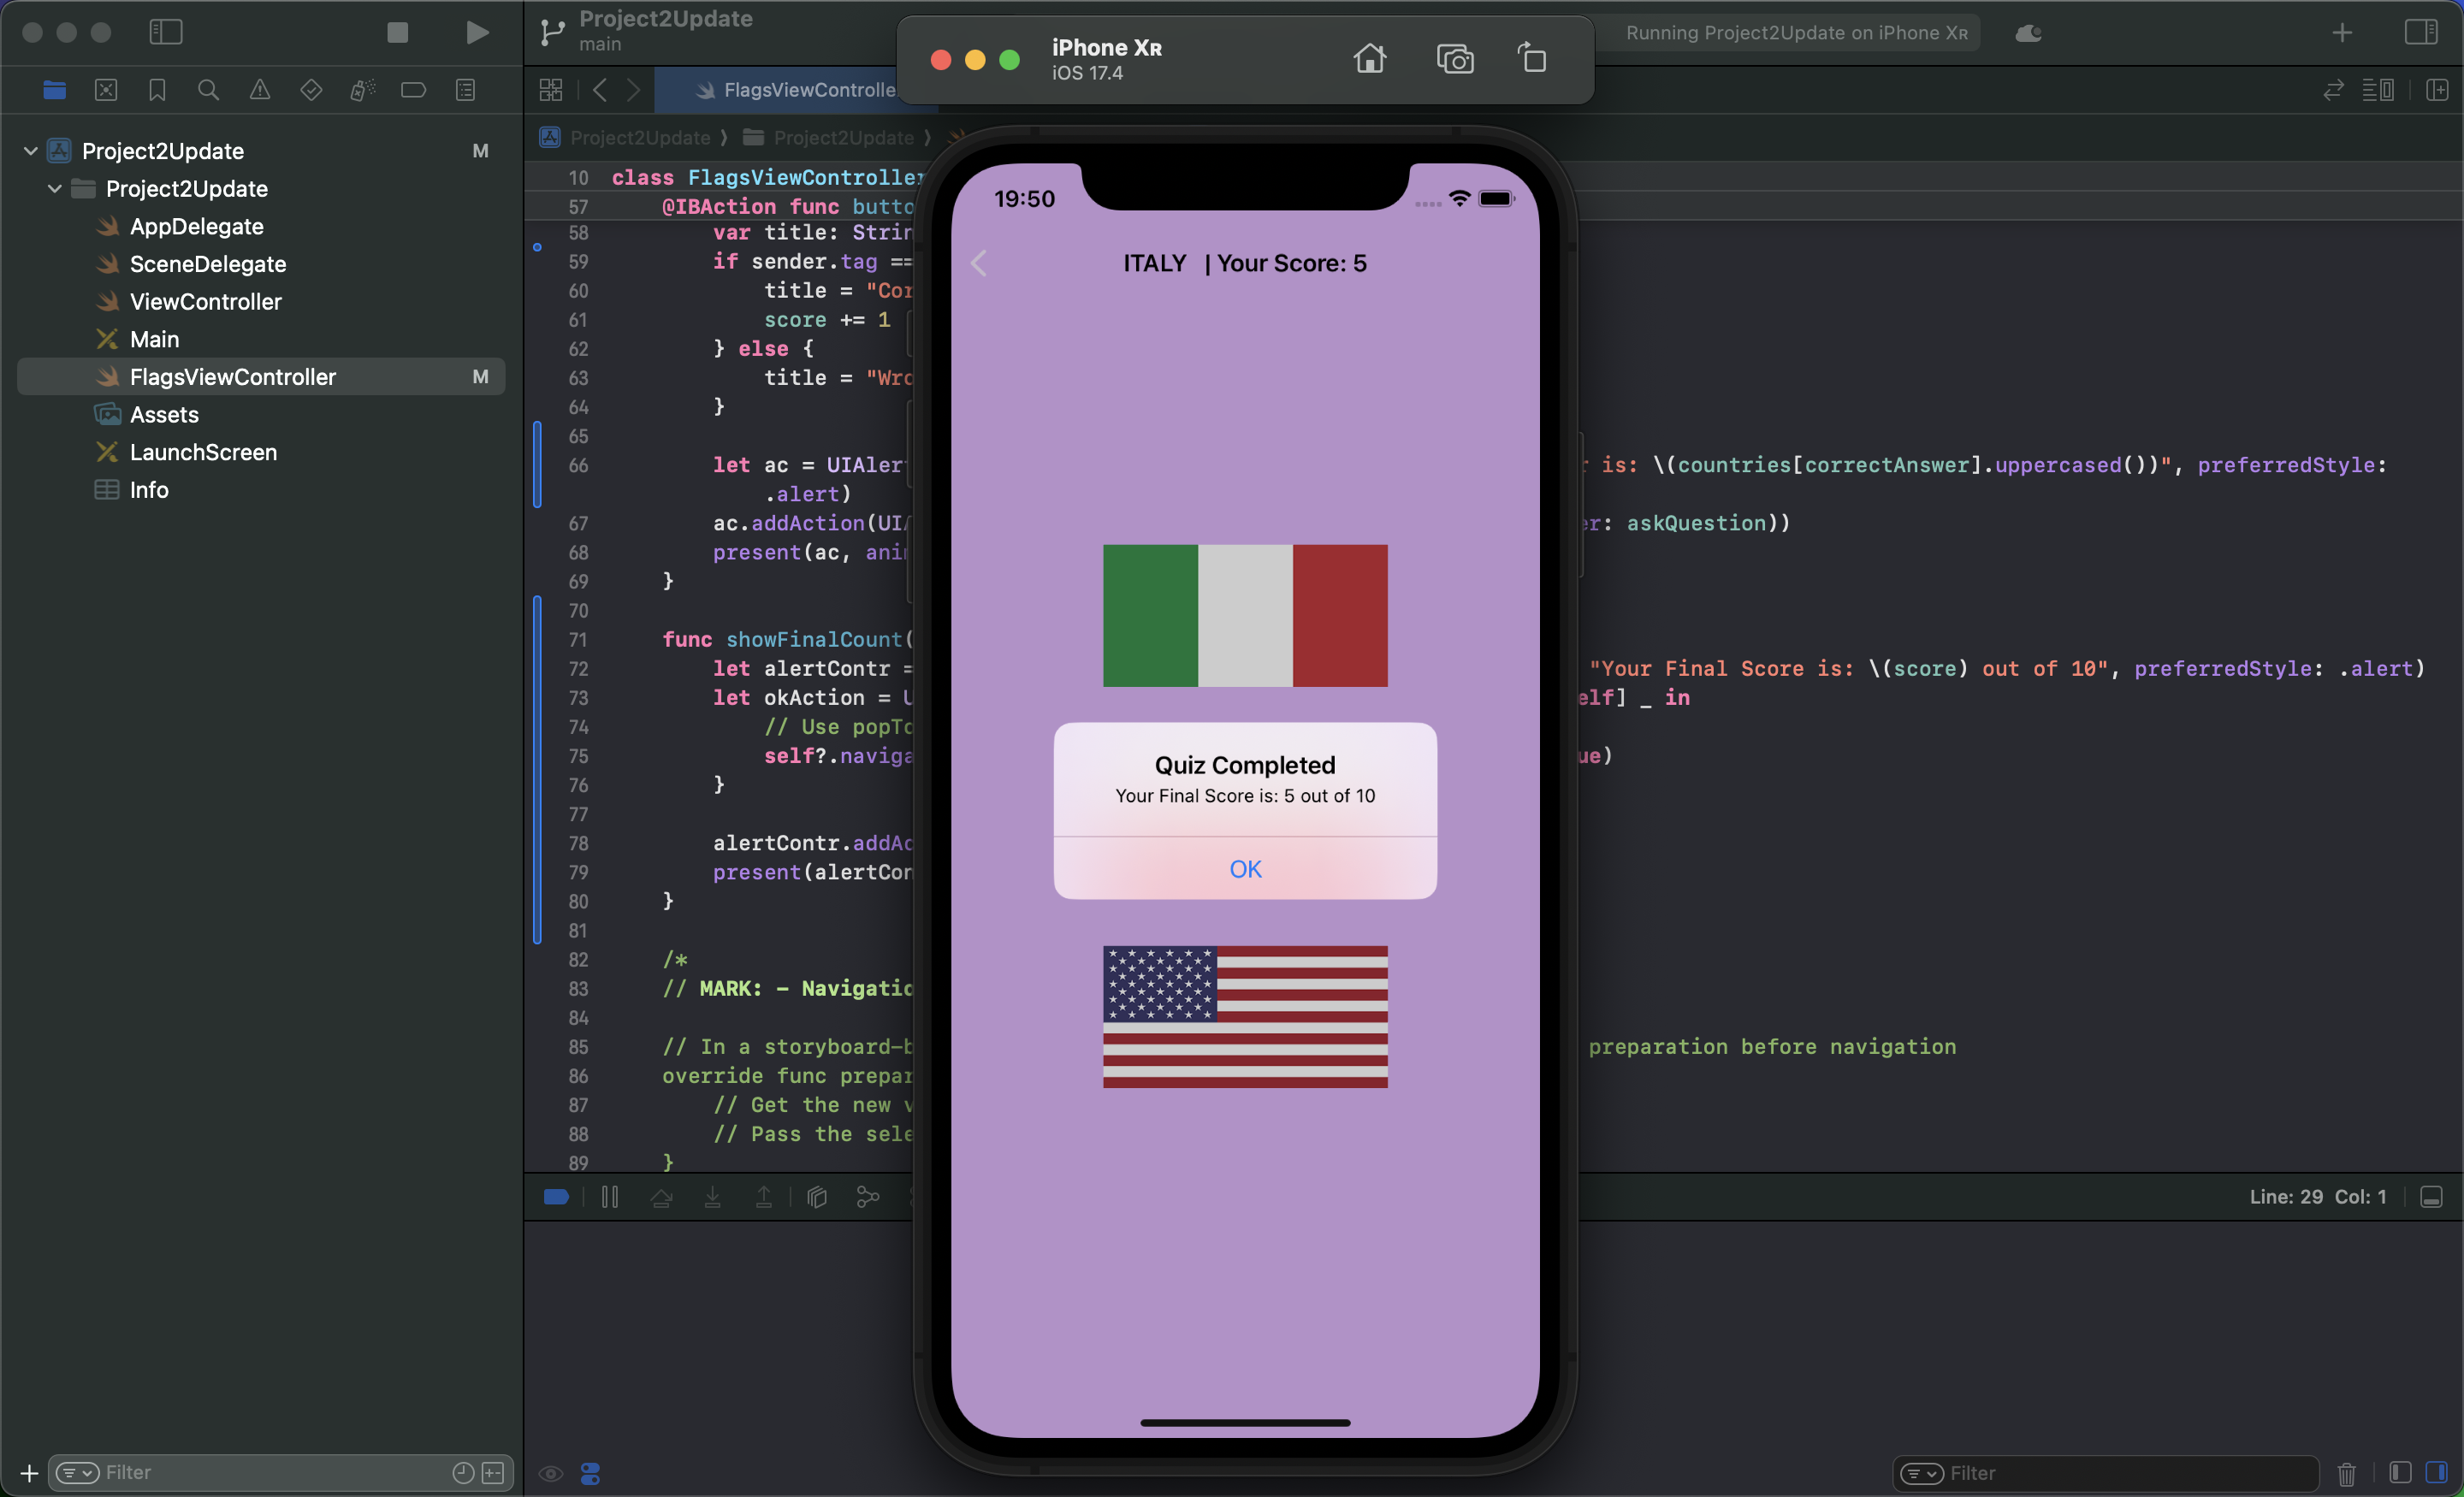 Project2Update
main
iPhone XR
iOS 17.4
Running Project2Update on iPhone XR
FlagsViewControlle
Project2Update
M
Project2Update
AppDelegate
SceneDelegate
ViewController
Main
FlagsViewController
M
Assets
LaunchScreen
Info
Filter
Project2Update 〉 Project2Update 〉
10 class FlagsViewController
57 @IBAction func butto
58 var title: Strin
59 if sender.tag ==
60 title = "Cor
61 score += 1
62 } else {
63 title = "Wro
64 }
65
66 let ac = UIAler is: \(countries[correctAnswer].uppercased())", preferredStyle:
.alert)
67 ac.addAction(UIA er: askQuestion))
68 present(ac, ani
69 }
70
71 func showFinalCount(
72 let alertContr = "Your Final Score is: \(score) out of 10", preferredStyle: .alert)
73 let okAction = U elf] _ in
74 // Use popTo
75 self?.naviga ue)
76 }
77
78 alertContr.addAc
79 present(alertCon
80 }
81
82 /*
83 // MARK: - Navigatio
84
85 // In a storyboard-b preparation before navigation
86 override func prepar
87 // Get the new v
88 // Pass the sele
89 }
19:50
ITALY | Your Score: 5
Quiz Completed
Your Final Score is: 5 out of 10
OK
Line: 29 Col: 1
Filter